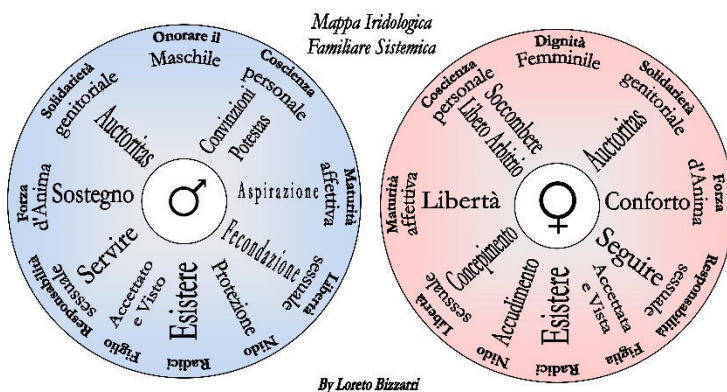 Mappa Iridologica
Familiare Sistemica
Onorare il
Maschile
Coscienza
personale
Convinzioni
Potestas
Maturità
affettiva
Aspirazione
Libertà
sessuale
Fecondazione
Nido
Protezione
Radici
Esistere
Figlio
Accettato
e Visto
Responsabilità
sessuale
Servire
Forza
d'Anima
Sostegno
Solidarietà
genitoriale
Auctoritas
♂
Dignità
Femminile
Solidarietà
genitoriale
Auctoritas
Forza
d'Anima
Conforto
Responsabilità
sessuale
Seguire
Figlia
Accettata
e Vista
Radici
Esistere
Nido
Accudimento
Libertà
sessuale
Concepimento
Maturità
affettiva
Libertà
Coscienza
personale
Soccombere
Libero Arbitrio
♀
By Loreto Bizzarri